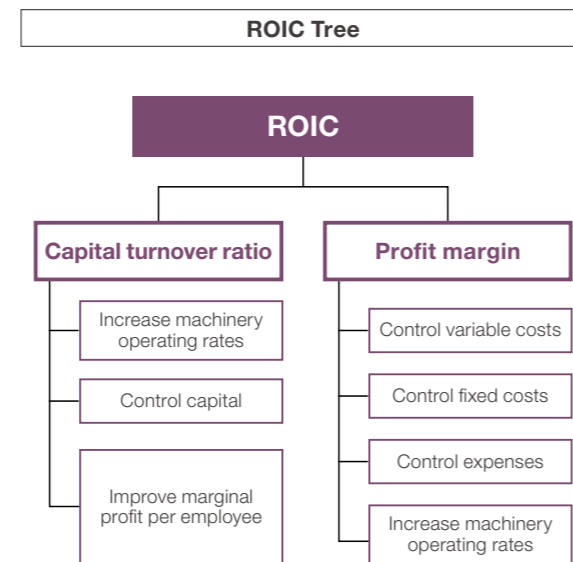 ROIC Tree
ROIC
Capital turnover ratio
Increase machinery
operating rates
Control capital
Improve marginal
profit per employee
Profit margin
Control variable costs
Control fixed costs
Control expenses
Increase machinery
operating rates